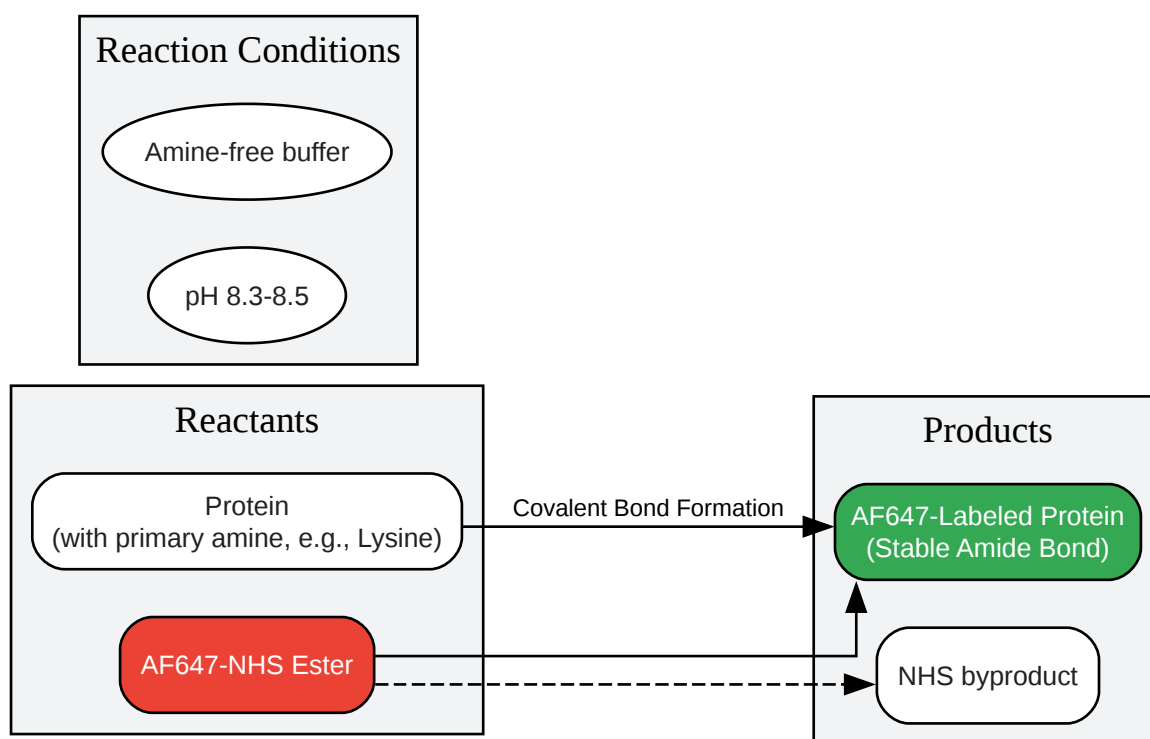 Reaction Conditions
Amine-free buffer
pH 8.3-8.5
Reactants
Protein
(with primary amine, e.g., Lysine)
AF647-NHS Ester
Covalent Bond Formation
Products
AF647-Labeled Protein
(Stable Amide Bond)
NHS byproduct